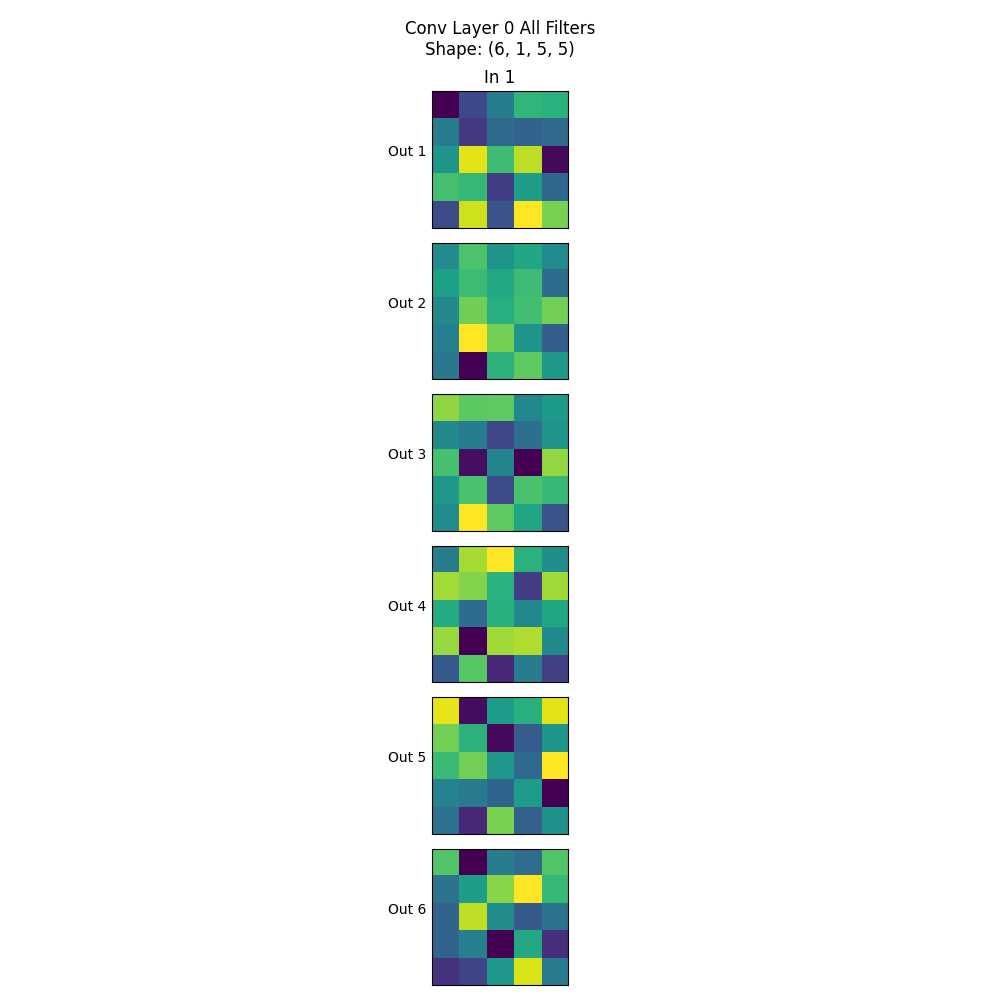 Conv Layer 0 All Filters
Shape: (6, 1, 5, 5)
In 1
Out 1
Out 2
Out 3
Out 4
Out 5
Out 6